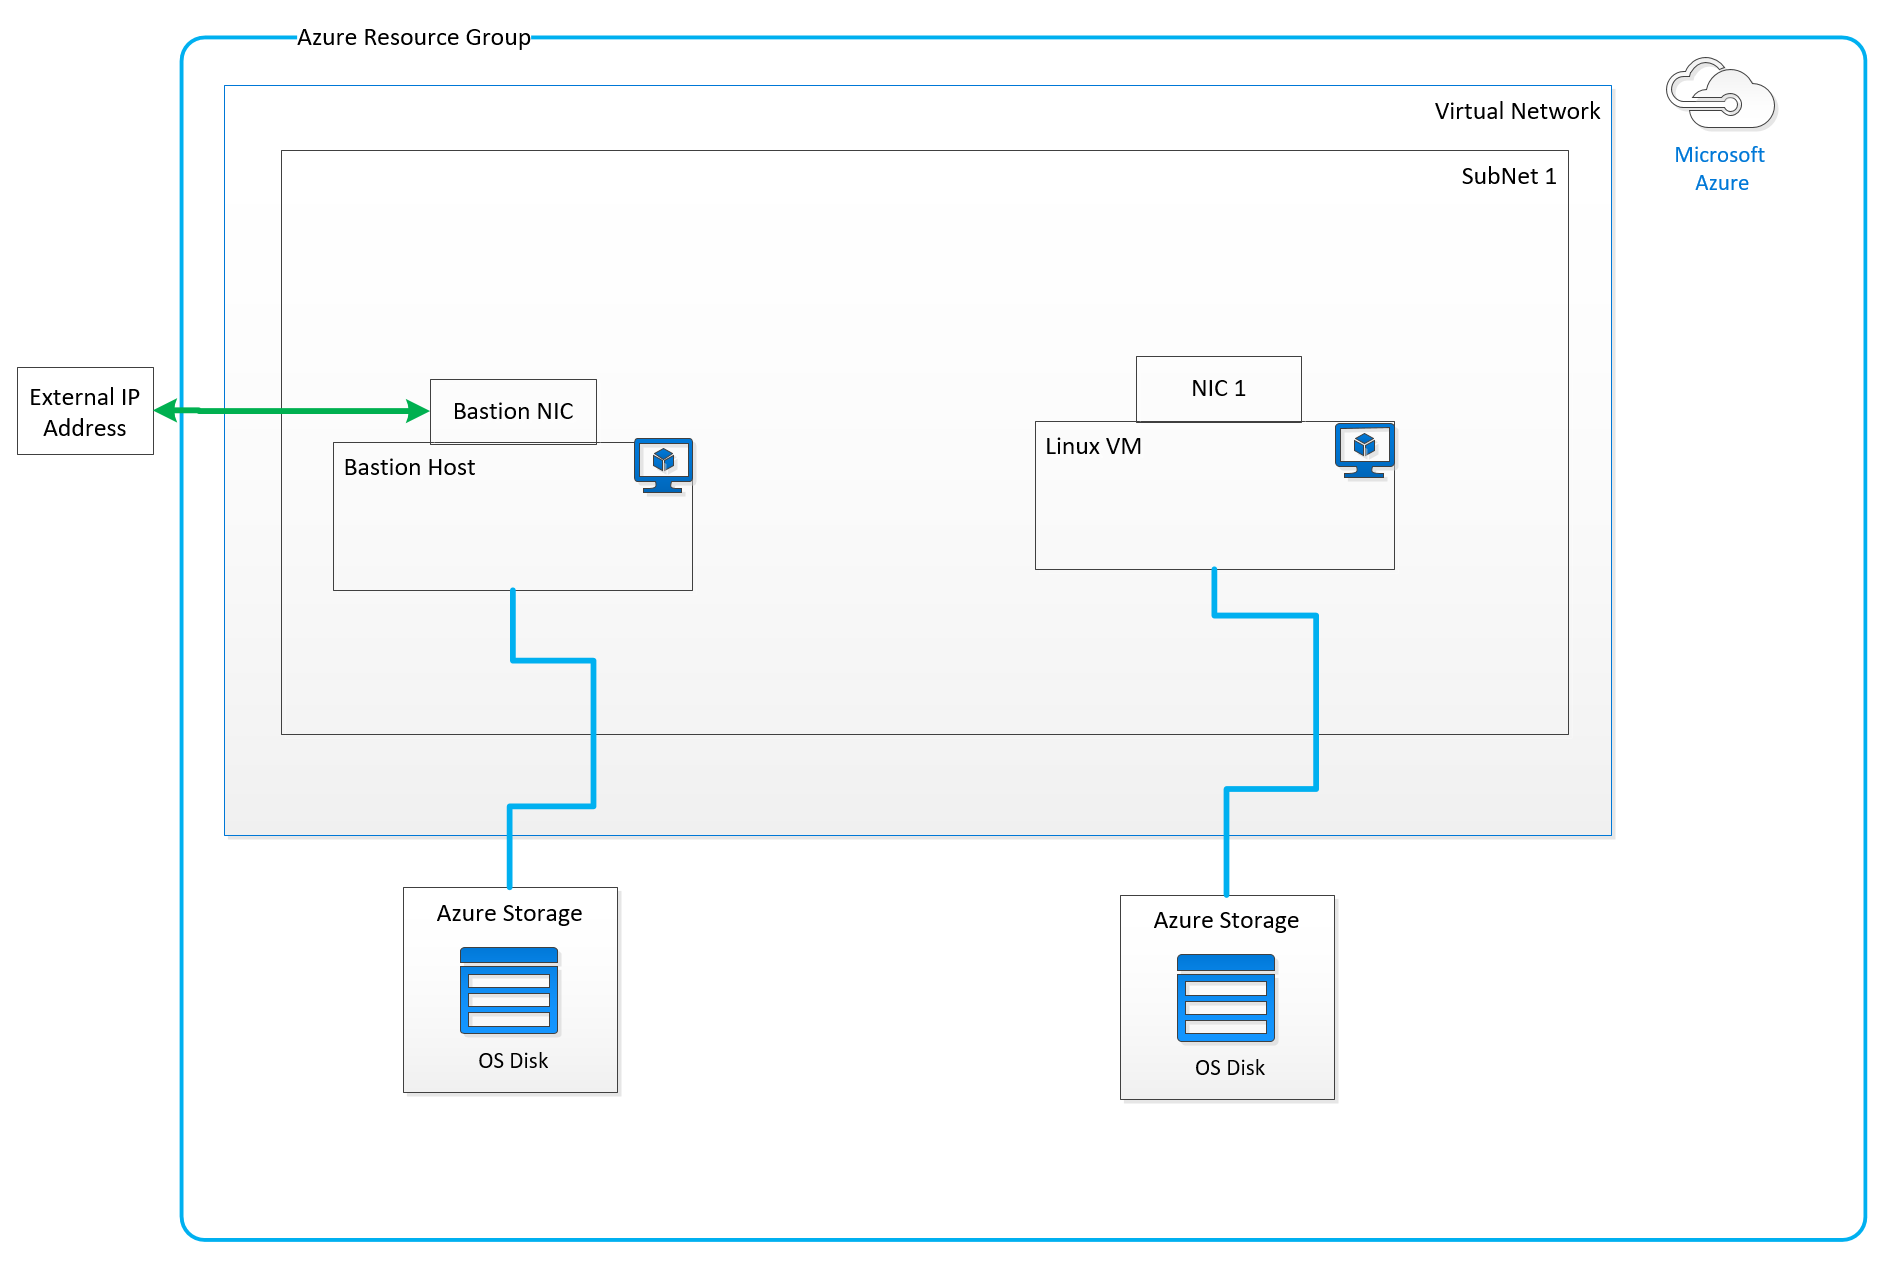 Azure Resource Group
Virtual Network
Microsoft
Azure
SubNet 1
External IP
Address
Bastion NIC
Bastion Host
NIC 1
Linux VM
Azure Storage
OS Disk
Azure Storage
OS Disk